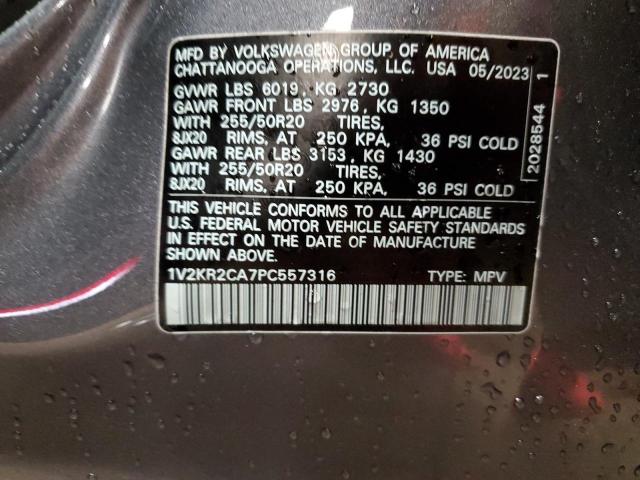 MFD BY VOLKSWAGEN GROUP OF AMERICA
CHATTANOOGA OPERATIONS, LLC. USA 05/2023
GVWR LBS 6019, KG 2730
GAWR FRONT LBS 2976, KG 1350
WITH 255/50R20 TIRES,
8JX20 RIMS, AT 250 KPA, 36 PSI COLD
GAWR REAR LBS 3153, KG 1430
WITH 255/50R20 TIRES,
8JX20 RIMS, AT 250 KPA, 36 PSI COLD
2028544 1
THIS VEHICLE CONFORMS TO ALL APPLICABLE
U.S. FEDERAL MOTOR VEHICLE SAFETY STANDARDS
IN EFFECT ON THE DATE OF MANUFACTURE
SHOWN ABOVE.
1V2KR2CA7PC557316 TYPE: MPV